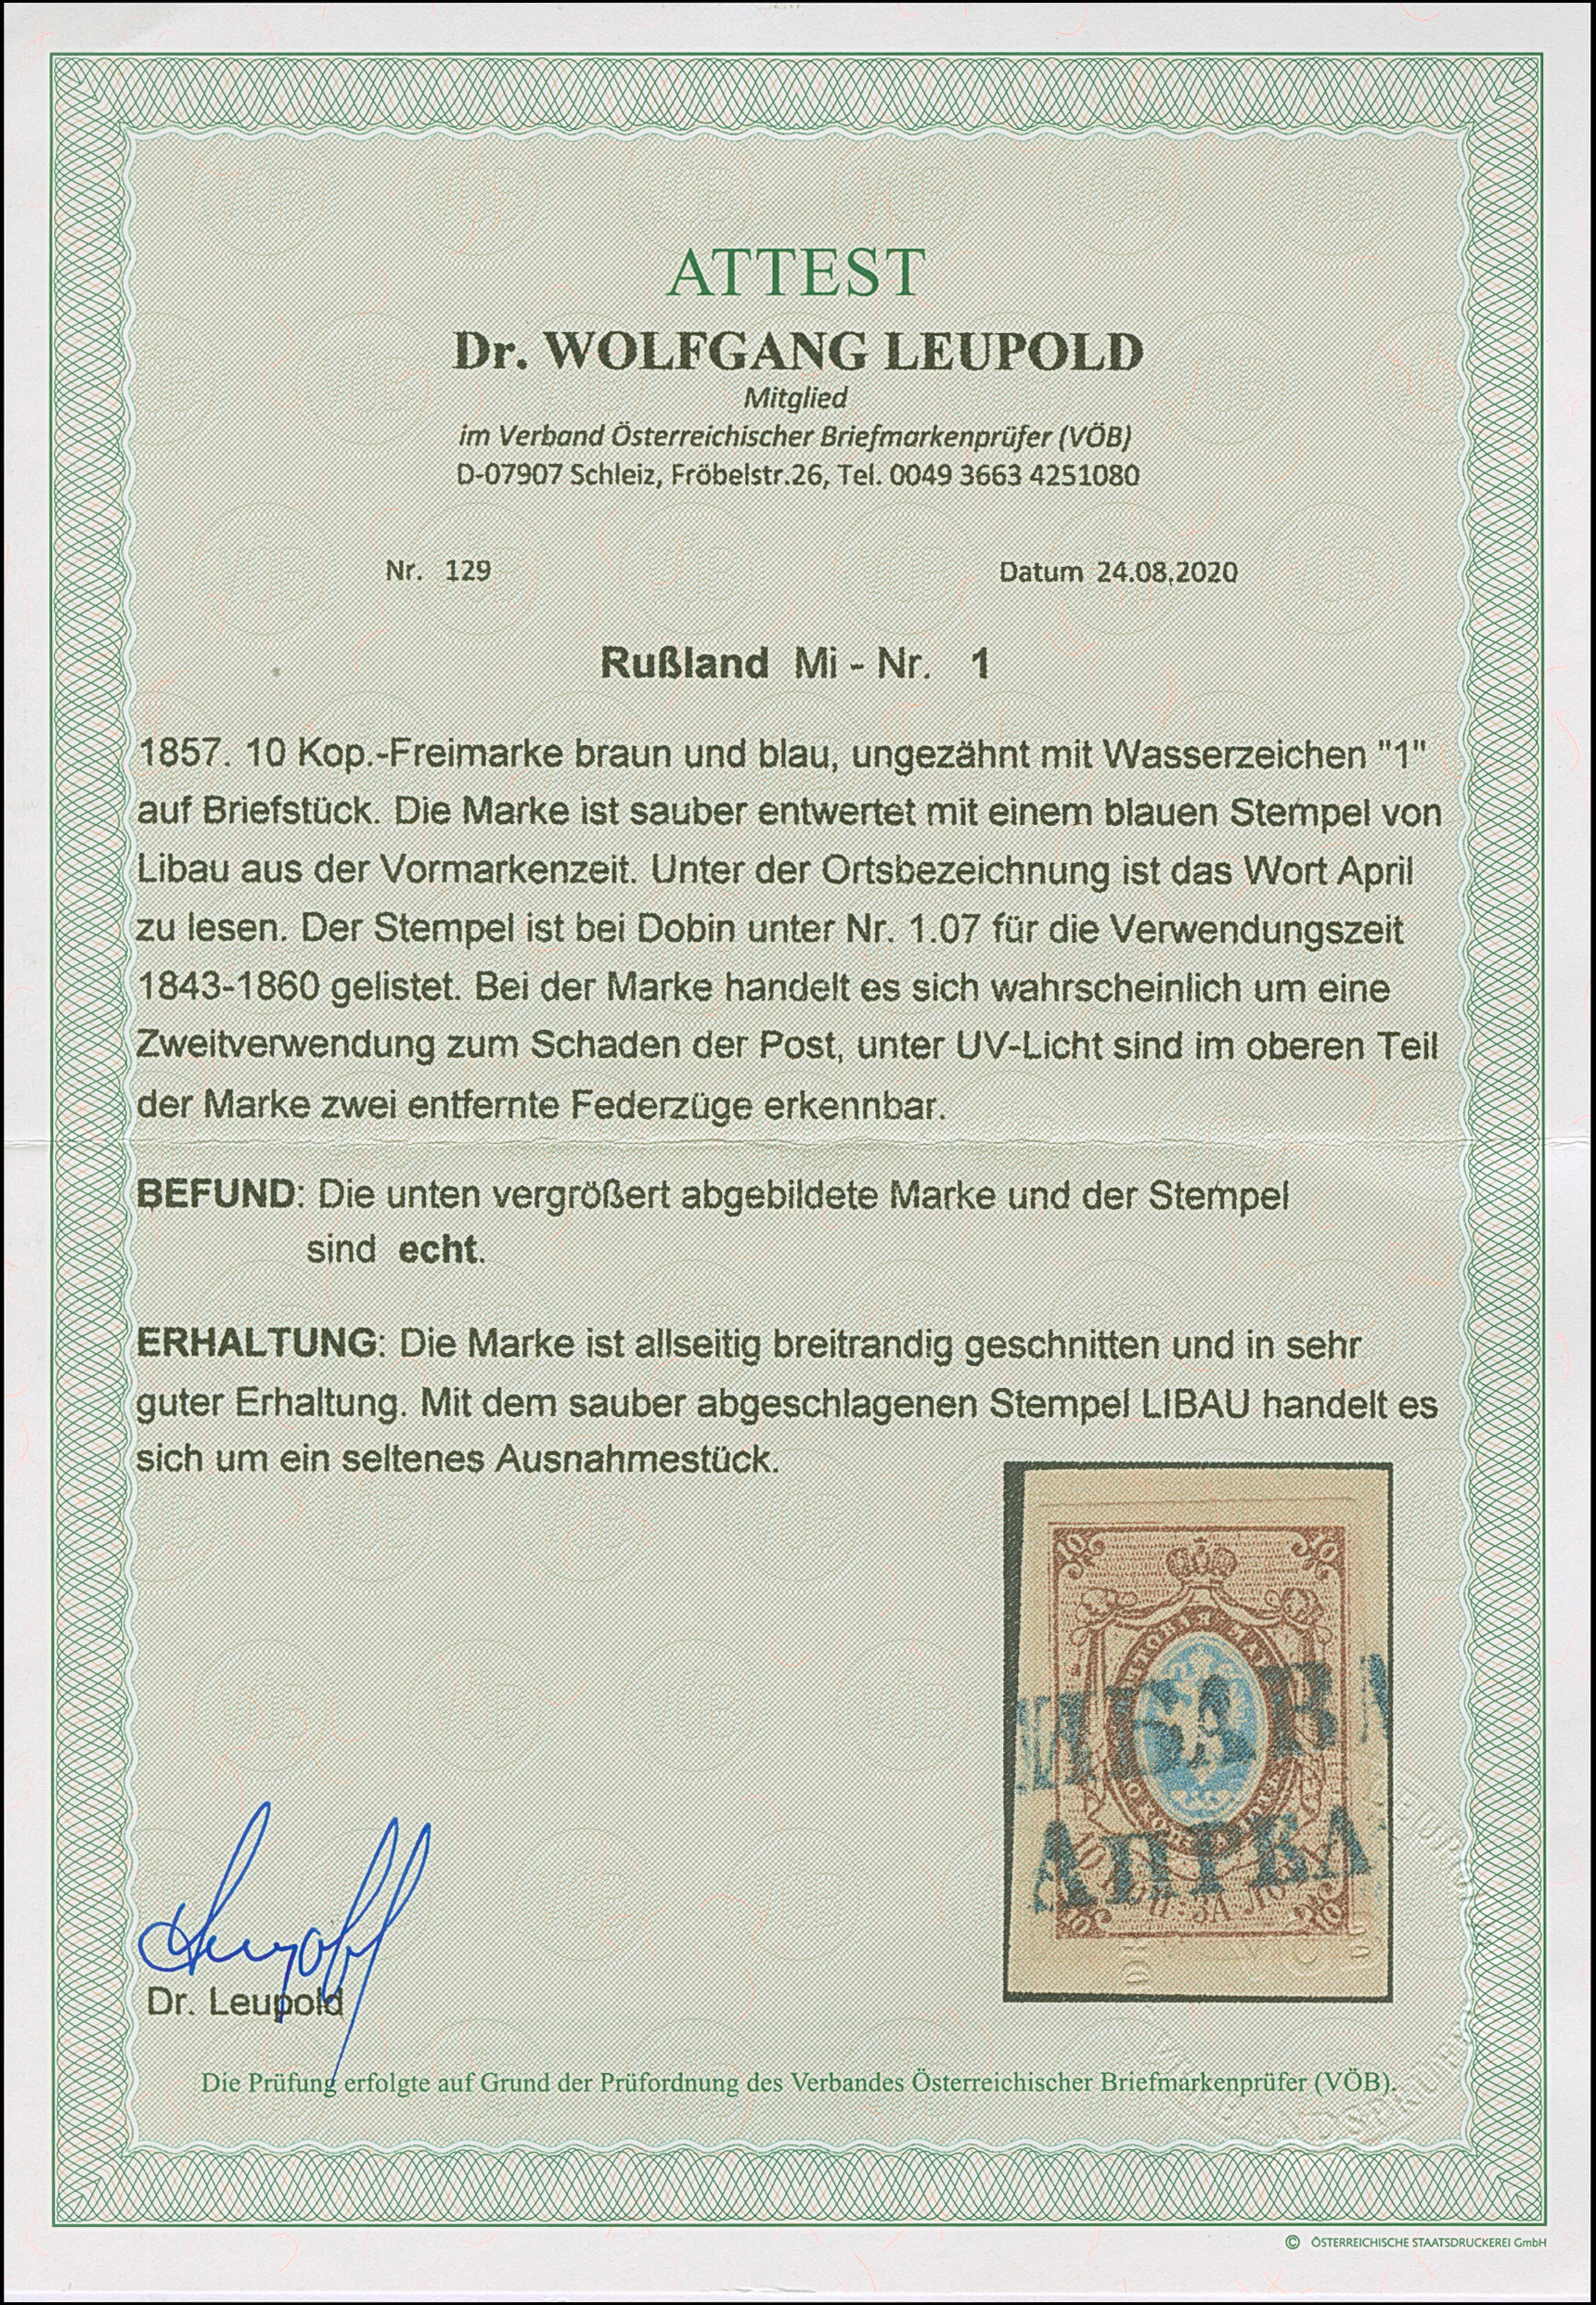 ATTEST
Dr. WOLFGANG LEUPOLD
Mitglied
im Verband Österreichischer Briefmarkenprüfer (VÖB)
D-07907 Schleiz, Fröbelstr.26, Tel. 0049 3663 4251080
Nr. 129 Datum 24.08.2020
Rußland Mi - Nr. 1
1857. 10 Kop.-Freimarke braun und blau, ungezähnt mit Wasserzeichen "1"
auf Briefstück. Die Marke ist sauber entwertet mit einem blauen Stempel von
Libau aus der Vormarkenzeit. Unter der Ortsbezeichnung ist das Wort April
zu lesen. Der Stempel ist bei Dobin unter Nr. 1.07 für die Verwendungszeit
1843-1860 gelistet. Bei der Marke handelt es sich wahrscheinlich um eine
Zweitverwendung zum Schaden der Post, unter UV-Licht sind im oberen Teil
der Marke zwei entfernte Federzüge erkennbar.
BEFUND: Die unten vergrößert abgebildete Marke und der Stempel
sind echt.
ERHALTUNG: Die Marke ist allseitig breitrandig geschnitten und in sehr
guter Erhaltung. Mit dem sauber abgeschlagenen Stempel LIBAU handelt es
sich um ein seltenes Ausnahmestück.
10 10
ИБАВА
АПРѢЛ
10 10
Dr. Leupold
Die Prüfung erfolgte auf Grund der Prüfordnung des Verbandes Österreichischer Briefmarkenprüfer (VÖB).
© ÖSTERREICHISCHE STAATSDRUCKEREI GmbH